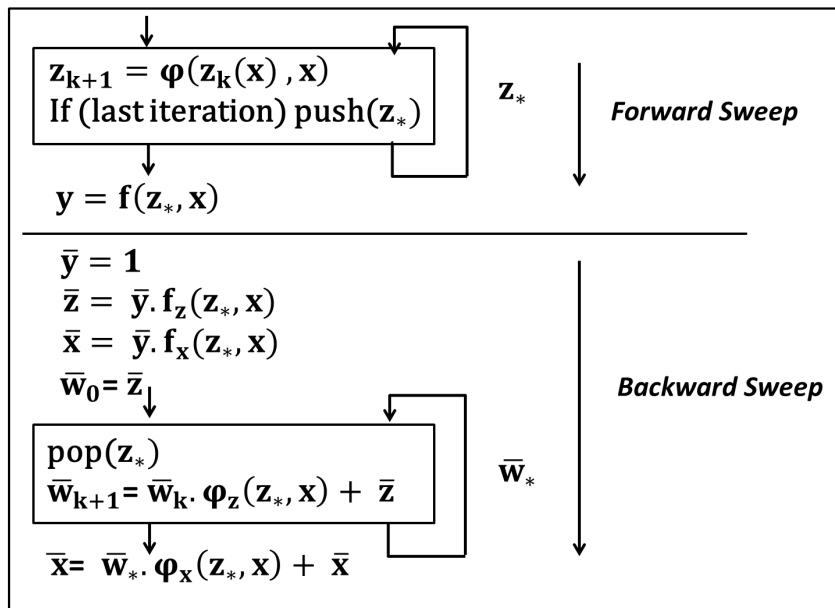 z_{k+1} = φ(z_k(x) , x)
If (last iteration) push(z_*)
z_*
Forward Sweep
y = f(z_*, x)
ȳ = 1
z̄ = ȳ. f_z(z_*, x)
x̄ = ȳ. f_x(z_*, x)
w̄_0= z̄
Backward Sweep
pop(z_*)
w̄_{k+1}= w̄_k. φ_z(z_*, x) + z̄
w̄_*
x̄= w̄_*. φ_x(z_*, x) + x̄